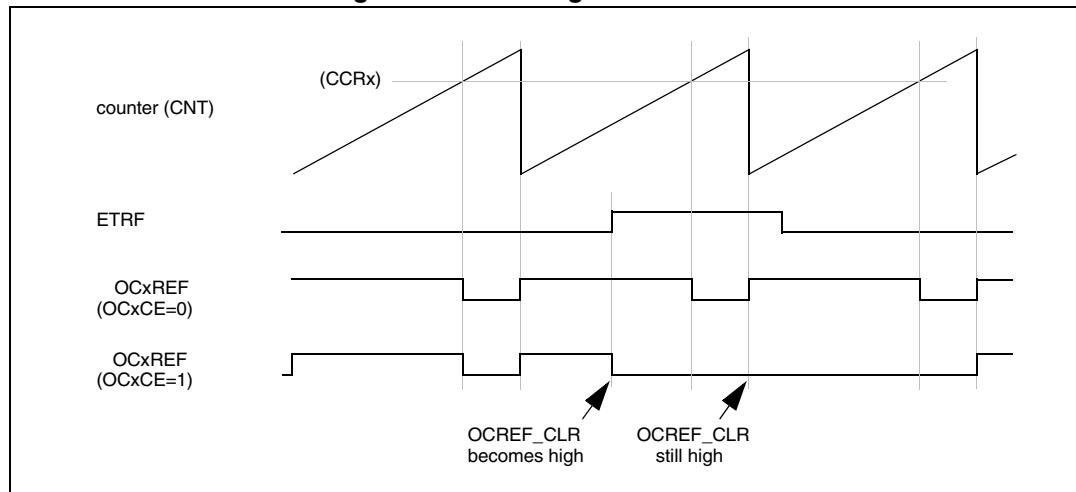 (CCRx)
counter (CNT)
ETRF
OCxREF
(OCxCE=0)
OCxREF
(OCxCE=1)
OCREF_CLR
becomes high
OCREF_CLR
still high